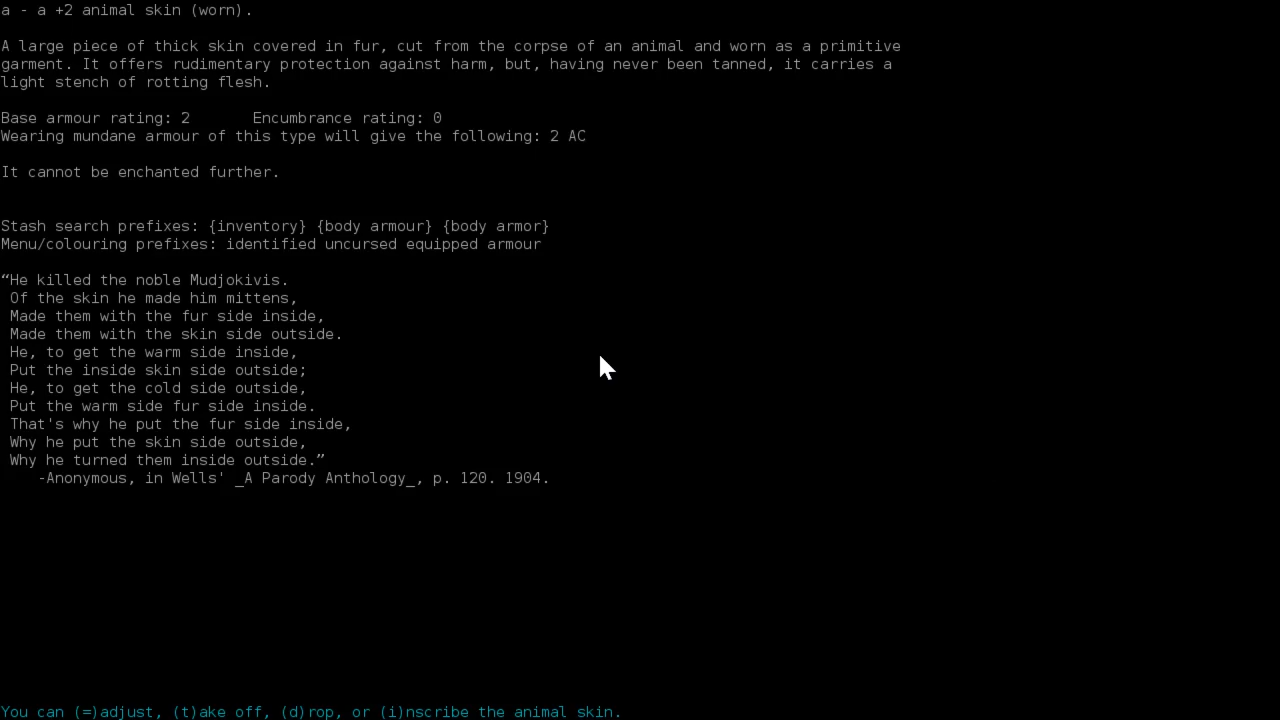 a - a +2 animal skin (worn).
A large piece of thick skin covered in fur, cut from the corpse of an animal and worn as a primitive
garment. It offers rudimentary protection against harm, but, having never been tanned, it carries a
light stench of rotting flesh.
Base armour rating: 2       Encumbrance rating: 0
Wearing mundane armour of this type will give the following: 2 AC
It cannot be enchanted further.
Stash search prefixes: {inventory} {body armour} {body armor}
Menu/colouring prefixes: identified uncursed equipped armour
“He killed the noble Mudjokivis.
Of the skin he made him mittens,
Made them with the fur side inside,
Made them with the skin side outside.
He, to get the warm side inside,
Put the inside skin side outside;
He, to get the cold side outside,
Put the warm side fur side inside.
That's why he put the fur side inside,
Why he put the skin side outside,
Why he turned them inside outside.”
-Anonymous, in Wells' _A Parody Anthology_, p. 120. 1904.
You can (=)adjust, (t)ake off, (d)rop, or (i)nscribe the animal skin.